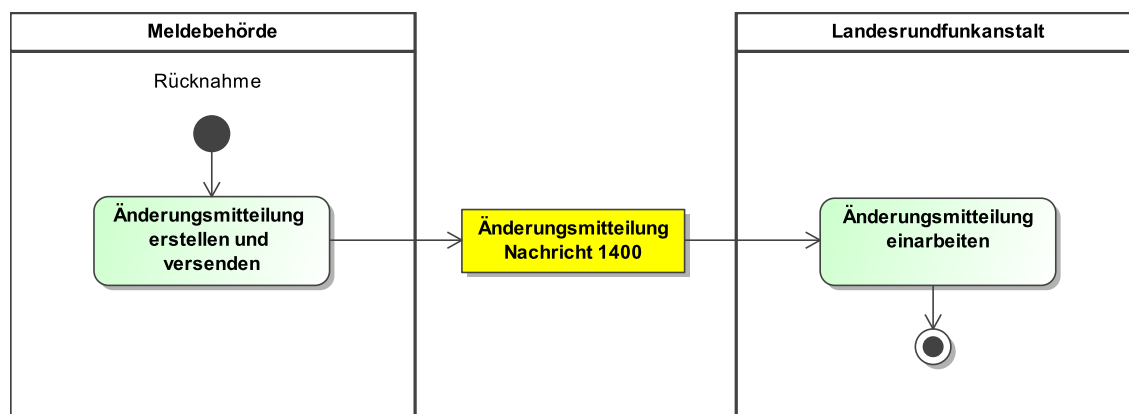 Meldebehörde
Landesrundfunkanstalt
Rücknahme
Änderungsmitteilung
erstellen und
versenden
Änderungsmitteilung
Nachricht 1400
Änderungsmitteilung
einarbeiten